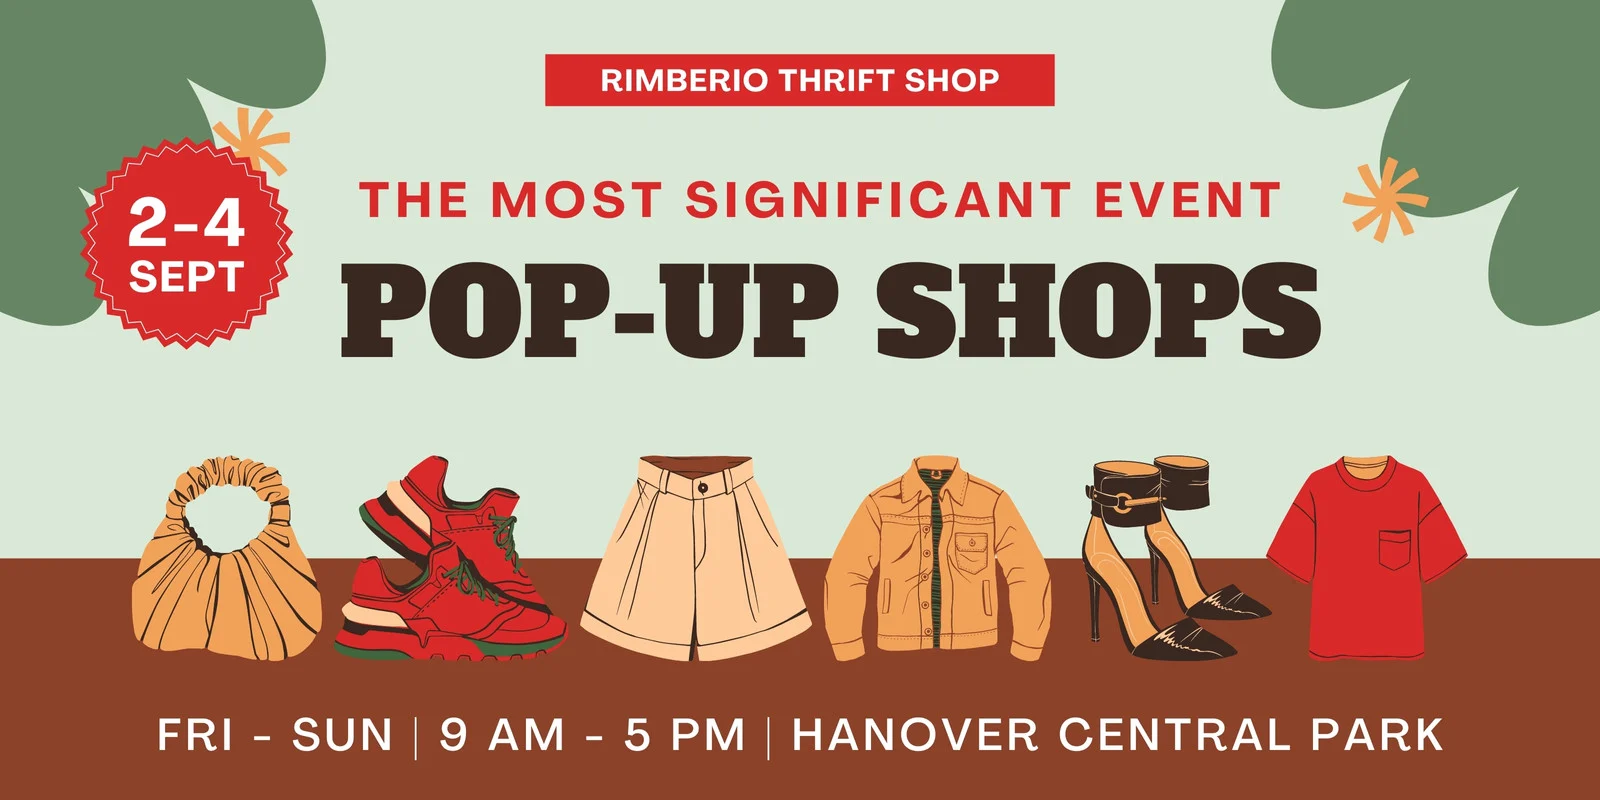 RIMBERIO THRIFT SHOP
THE MOST SIGNIFICANT EVENT
POP-UP SHOPS
2-4
SEPT
FRI - SUN | 9 AM - 5 PM | HANOVER CENTRAL PARK